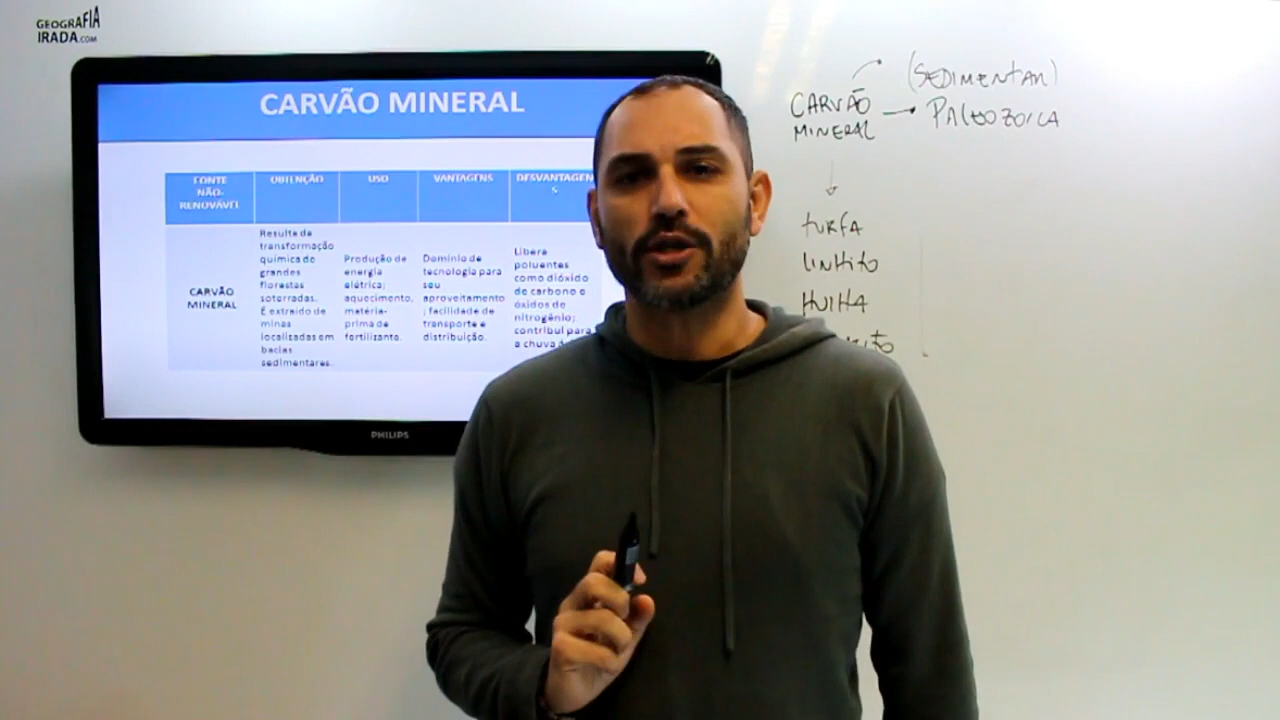 GEOGRAFIA
IRADA.COM
CARVÃO MINERAL
FONTE
NÃO-
RENOVÁVEL
OBTENÇÃO
USO
VANTAGENS
DESVANTAGEN
S
CARVÃO
MINERAL
Resulta da
transformação
química de
grandes
florestas
soterradas.
É extraído de
minas
localizadas em
bacias
sedimentares.
Produção de
energia
elétrica;
aquecimento,
matéria-
prima de
fertilizante.
Domínio de
tecnologia para
seu
aproveitamento
; facilidade de
transporte e
distribuição.
Libera
poluentes
como dióxido
de carbono e
óxidos de
nitrogênio;
contribui para
a chuva
PHILIPS
(SEDIMENTAR)
CARVÃO
MINERAL
PALEOZOICA
turfa
linhito
HULHA